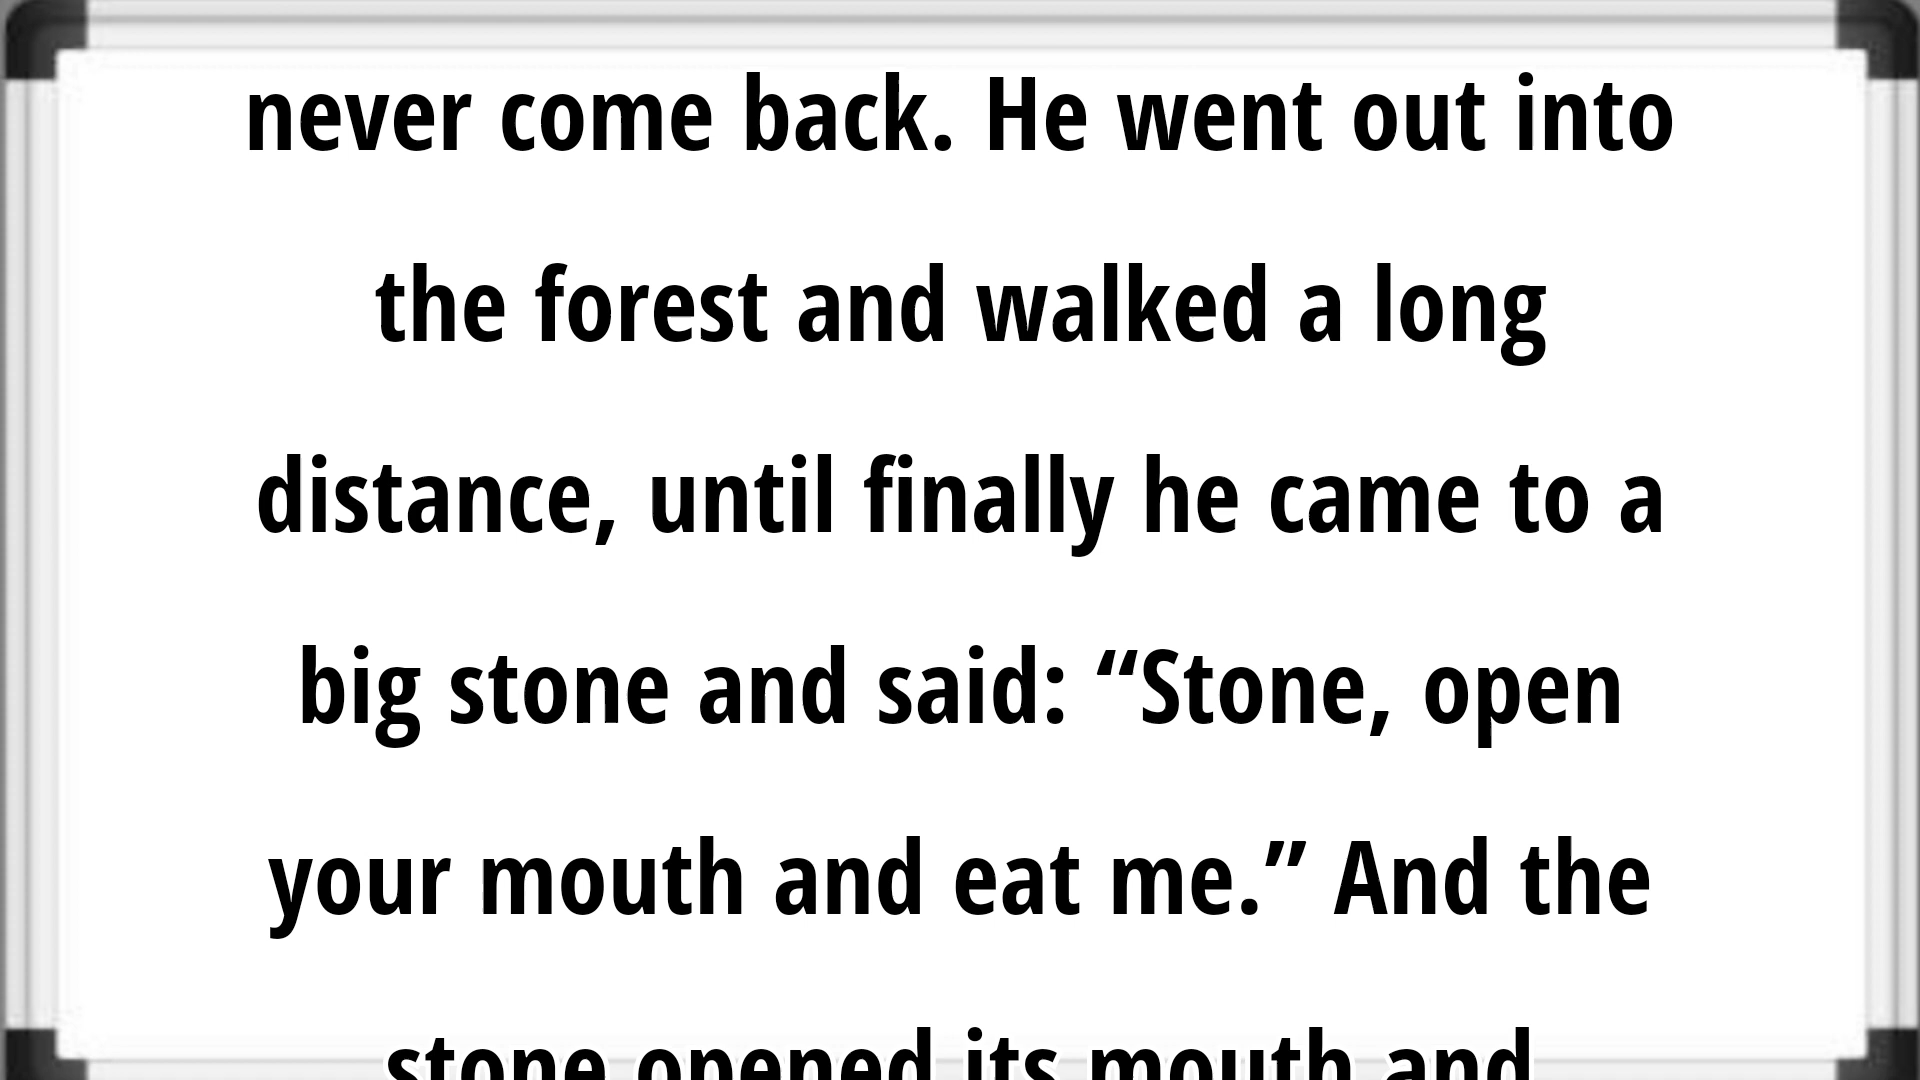 never come back. He went out into
the forest and walked a long
distance, until finally he came to a
big stone and said: “Stone, open
your mouth and eat me.” And the
stone opened its mouth and